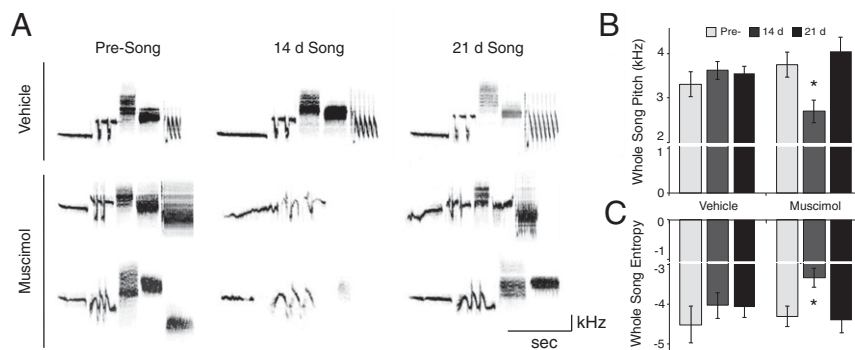 A
Pre-Song
14 d Song
21 d Song
Vehicle
Muscimol
kHz
sec
B
Pre-
14 d
21 d
Whole Song Pitch (kHz)
4
3
2
1
0
*
Vehicle
Muscimol
C
Whole Song Entropy
0
-1
-3
-4
-5
*